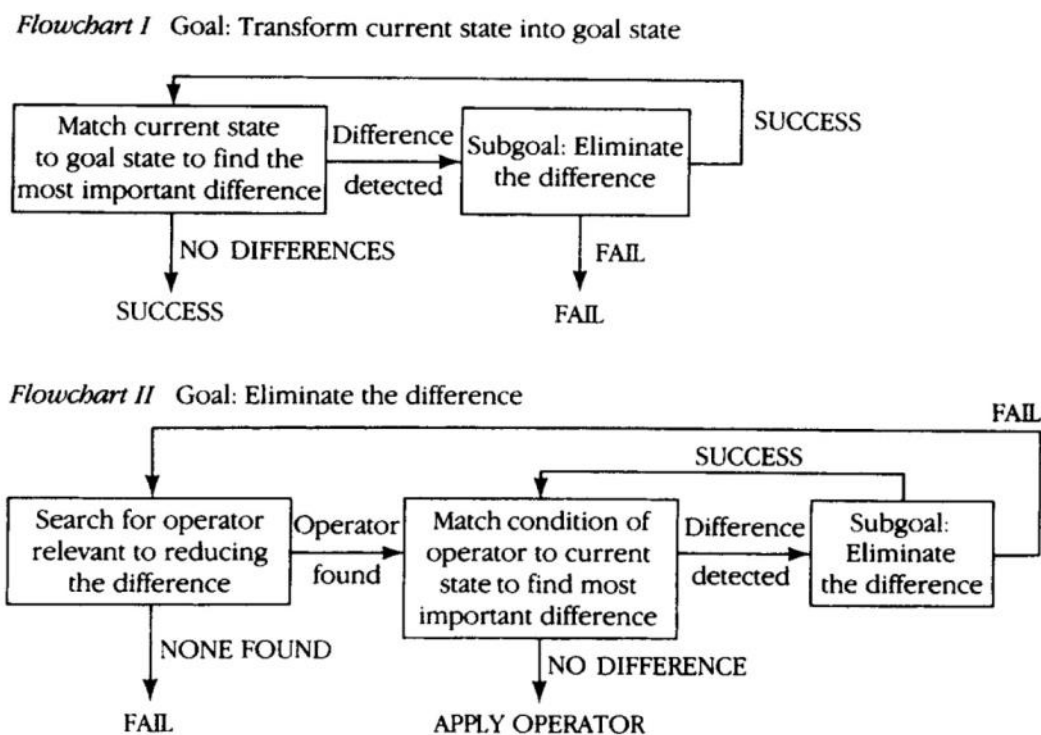 Flowchart I Goal: Transform current state into goal state
Match current state
to goal state to find the
most important difference
Difference
detected
Subgoal: Eliminate
the difference
SUCCESS
NO DIFFERENCES
SUCCESS
FAIL
FAIL
Flowchart II Goal: Eliminate the difference
FAIL
SUCCESS
Search for operator
relevant to reducing
the difference
Operator
found
Match condition of
operator to current
state to find most
important difference
Difference
detected
Subgoal:
Eliminate
the difference
NONE FOUND
NO DIFFERENCE
FAIL
APPLY OPERATOR